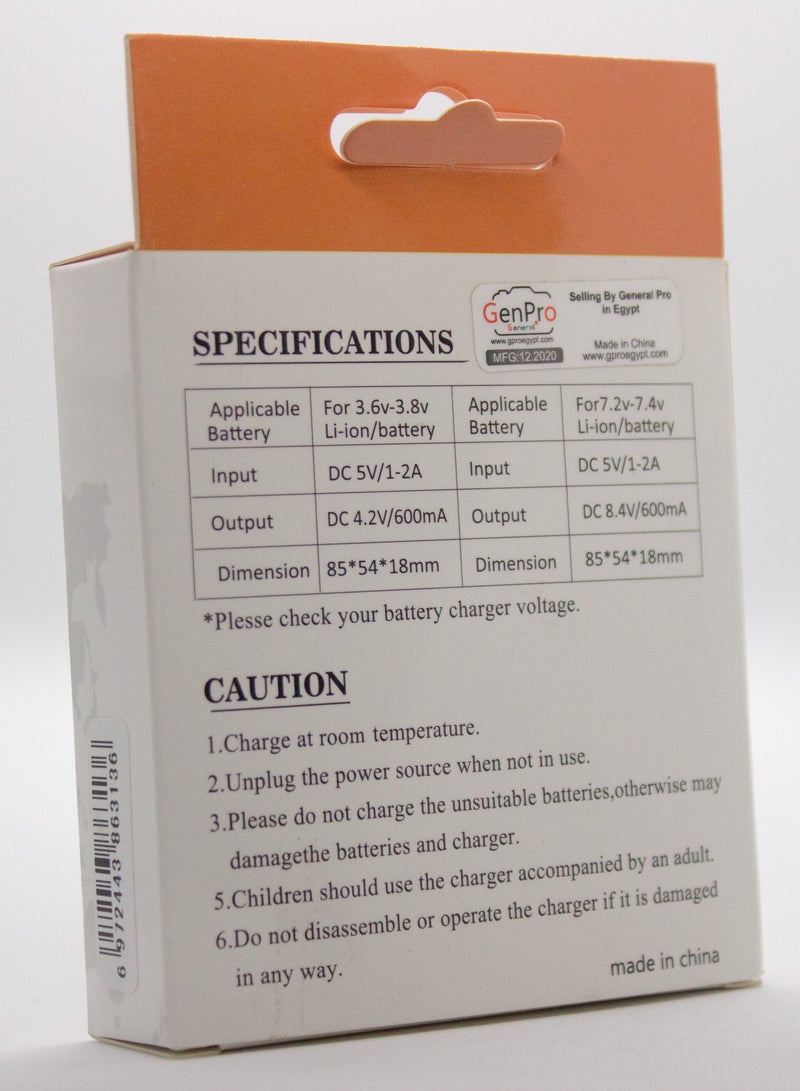 GenPro
General
www.gproegypt.com
MFG:12.2020
Selling By General Pro
in Egypt
Made in China
www.gproegypt.com
SPECIFICATIONS
Applicable Battery For 3.6v-3.8v Li-ion/battery Applicable Battery For7.2v-7.4v Li-ion/battery
Input DC 5V/1-2A Input DC 5V/1-2A
Output DC 4.2V/600mA Output DC 8.4V/600mA
Dimension 85*54*18mm Dimension 85*54*18mm
*Plesse check your battery charger voltage.
CAUTION
1.Charge at room temperature.
2.Unplug the power source when not in use.
3.Please do not charge the unsuitable batteries,otherwise may
damagethe batteries and charger.
5.Children should use the charger accompanied by an adult.
6.Do not disassemble or operate the charger if it is damaged
in any way.
made in china
6 972443 863136